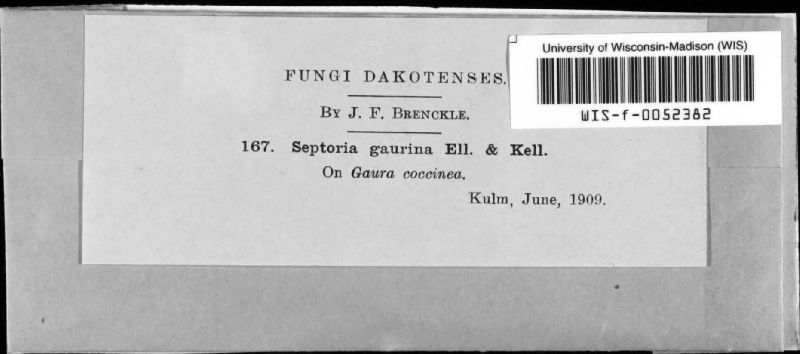 University of Wisconsin-Madison (WIS)
WIS-f-0052382
FUNGI DAKOTENSES.
BY J. F. BRENCKLE.
167. Septoria gaurina Ell. & Kell.
On Gaura coccinea.
Kulm, June, 1909.